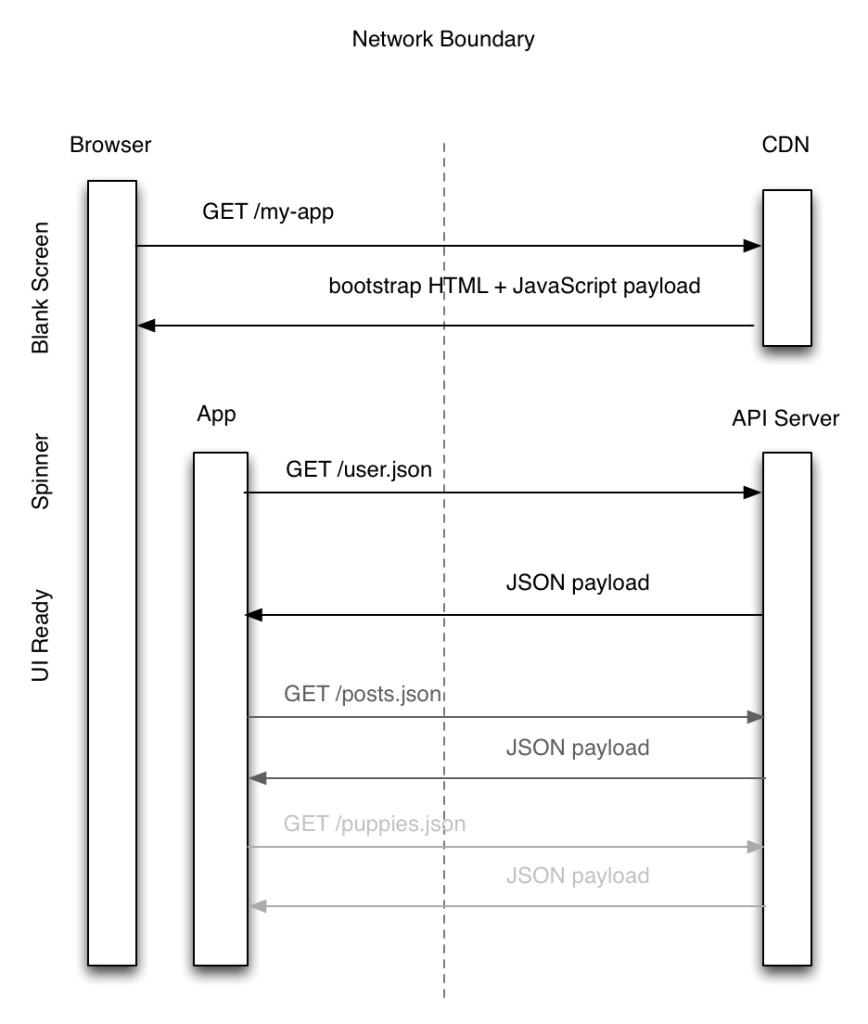 Network Boundary
Browser
CDN
GET /my-app
Blank Screen
bootstrap HTML + JavaScript payload
App
API Server
Spinner
GET /user.json
JSON payload
UI Ready
GET /posts.json
JSON payload
GET /puppies.json
JSON payload